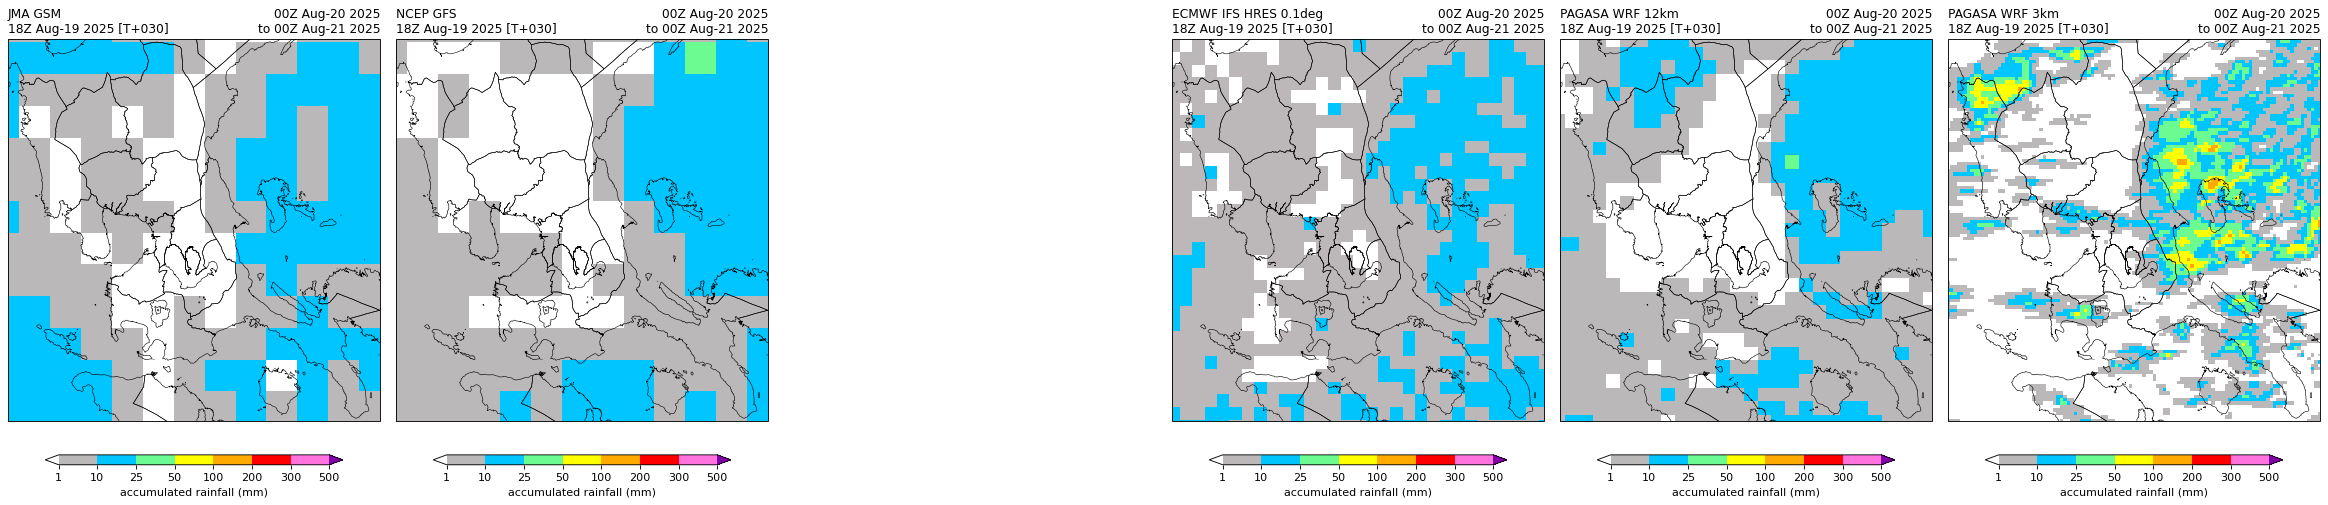 JMA GSM 00Z Aug-20 2025
18Z Aug-19 2025 [T+030] to 00Z Aug-21 2025
1 10 25 50 100 200 300 500
accumulated rainfall (mm)
NCEP GFS 00Z Aug-20 2025
18Z Aug-19 2025 [T+030] to 00Z Aug-21 2025
1 10 25 50 100 200 300 500
accumulated rainfall (mm)
ECMWF IFS HRES 0.1deg 00Z Aug-20 2025
18Z Aug-19 2025 [T+030] to 00Z Aug-21 2025
1 10 25 50 100 200 300 500
accumulated rainfall (mm)
PAGASA WRF 12km 00Z Aug-20 2025
18Z Aug-19 2025 [T+030] to 00Z Aug-21 2025
1 10 25 50 100 200 300 500
accumulated rainfall (mm)
PAGASA WRF 3km 00Z Aug-20 2025
18Z Aug-19 2025 [T+030] to 00Z Aug-21 2025
1 10 25 50 100 200 300 500
accumulated rainfall (mm)